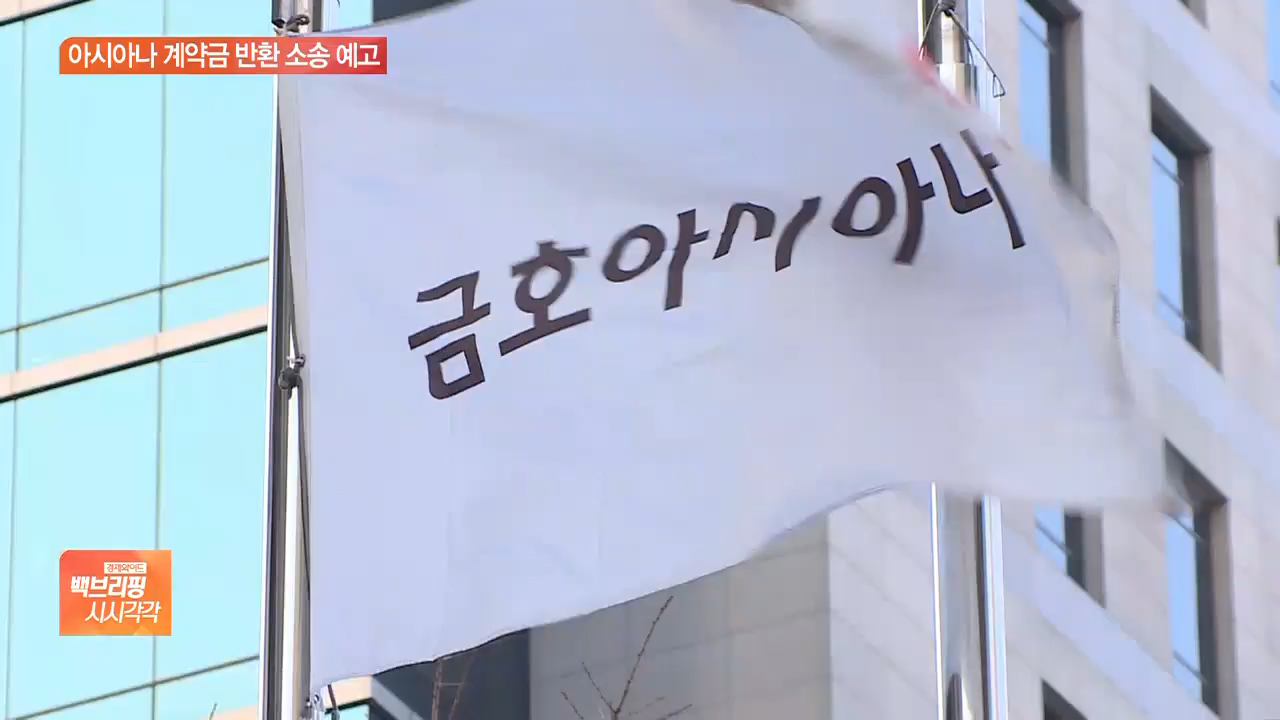 아시아나 계약금 반환 소송 예고
금호아시아나
경제와이드
백브리핑
시시각각